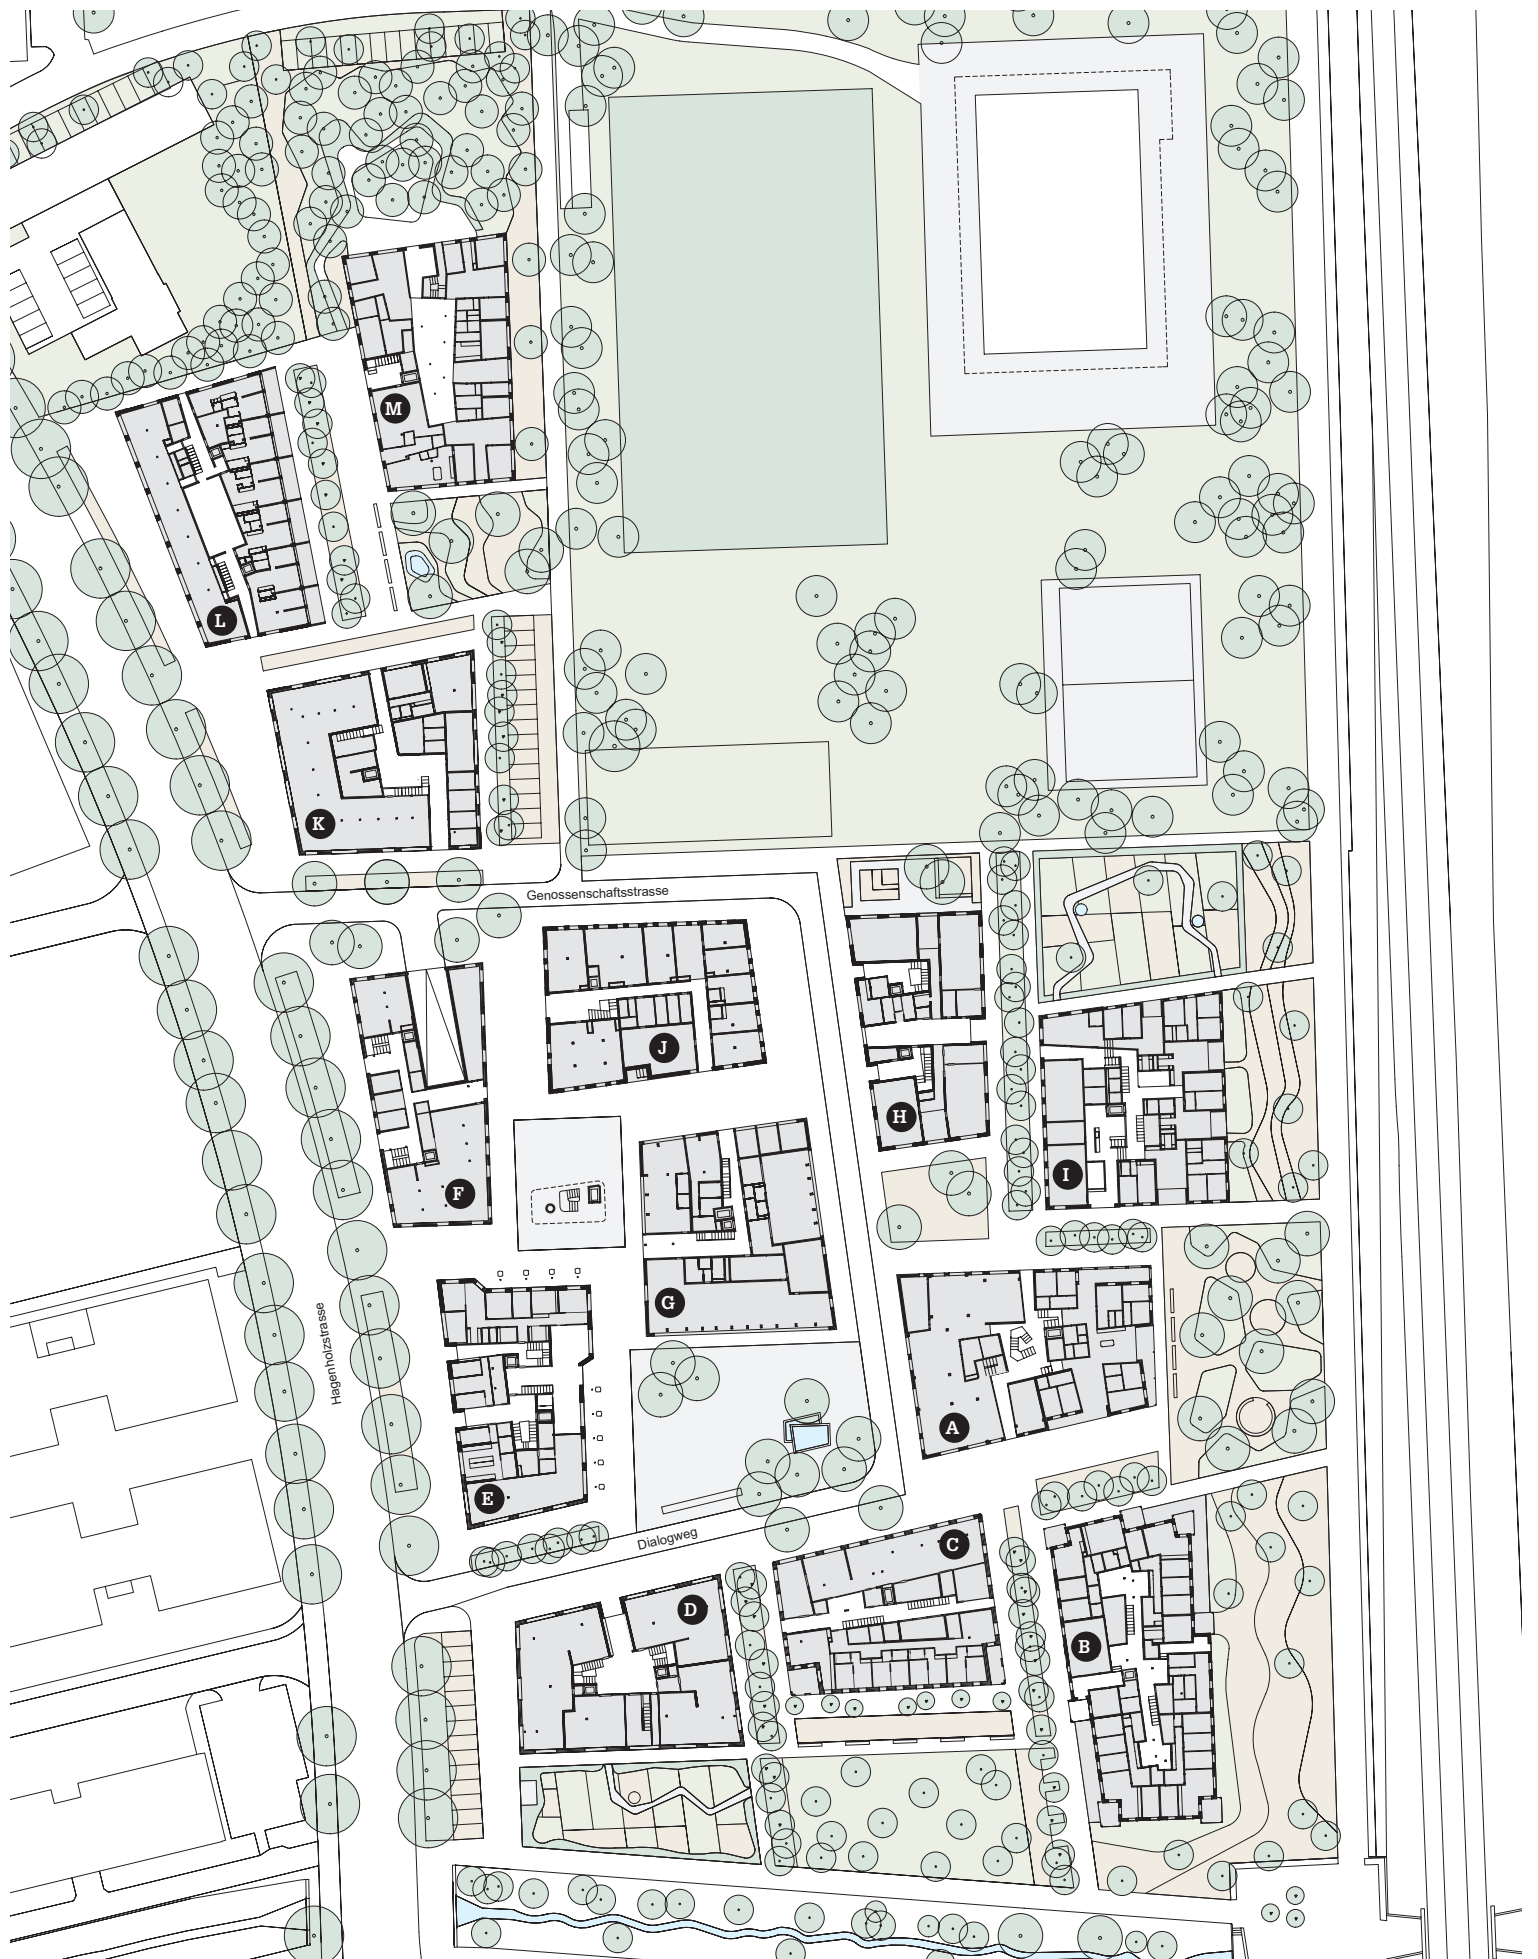 M
L
K
Genossenschaftsstrasse
J
H
I
F
G
Hagenholzstrasse
A
E
Dialogweg
C
D
B